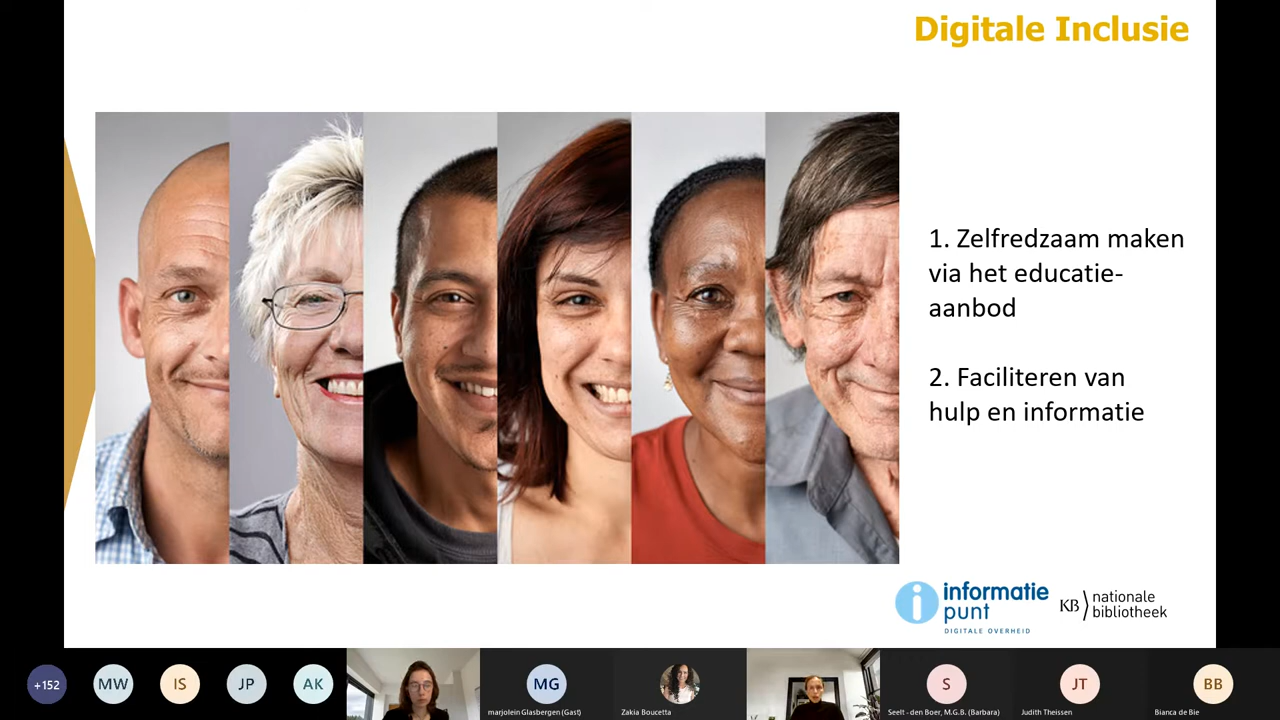 Digitale Inclusie
1. Zelfredzaam maken
via het educatie-
aanbod
2. Faciliteren van
hulp en informatie
i informatie
punt
DIGITALE OVERHEID
KB nationale
bibliotheek
+152
MW
IS
JP
AK
MG
marjolein Glasbergen (Gast)
Zakia Boucetta
S
Seelt - den Boer, M.G.B. (Barbara)
JT
Judith Theissen
BB
Bianca de Bie